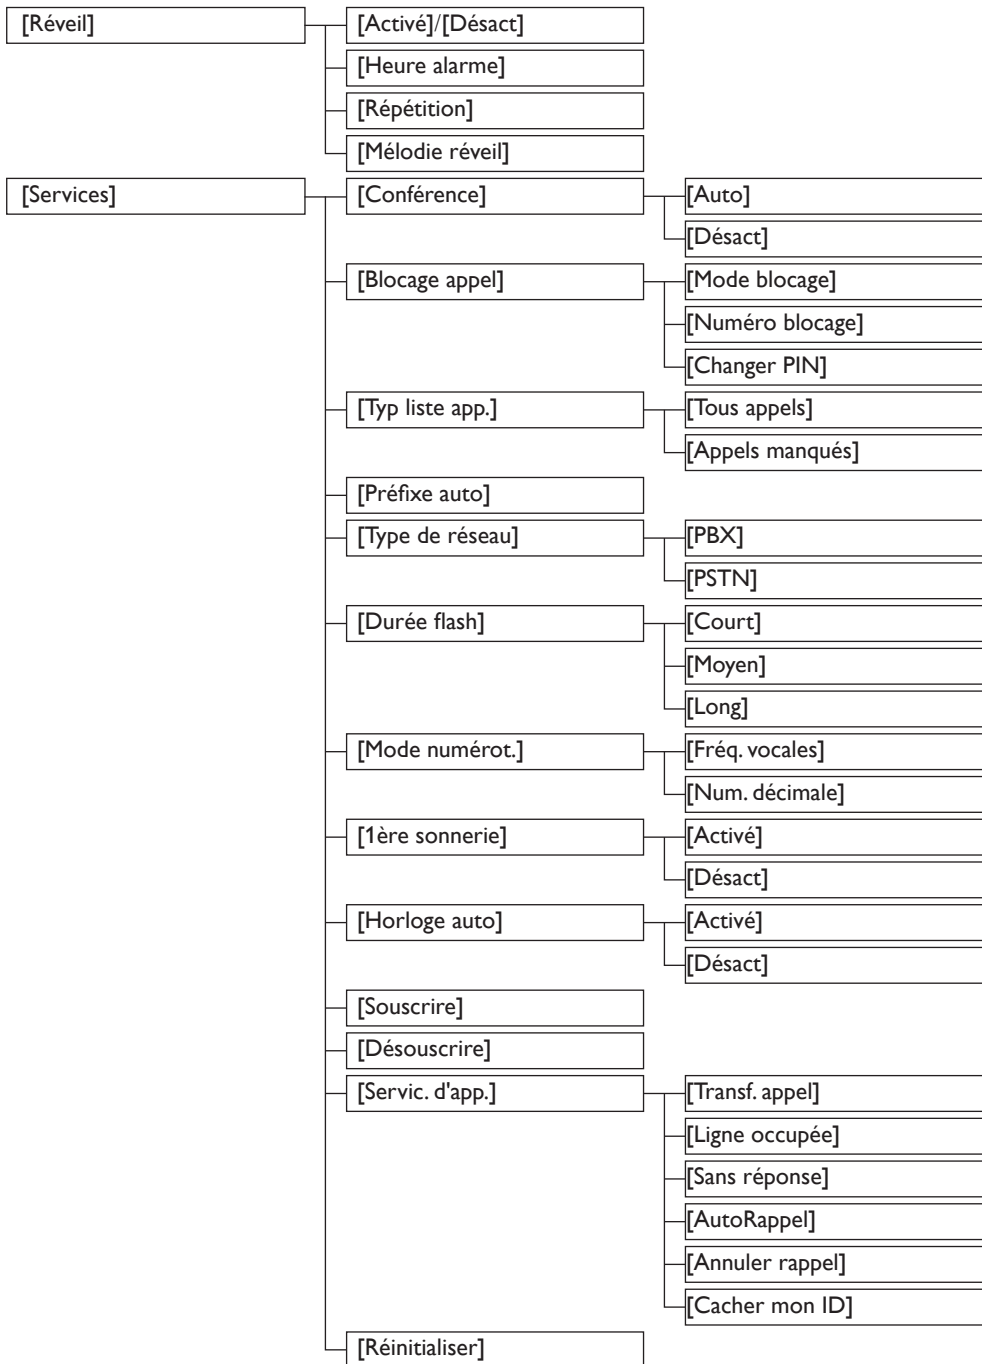 [Réveil] [Activé]/[Désact]
[Heure alarme]
[Répétition]
[Mélodie réveil]
[Services] [Conférence] [Auto]
[Désact]
[Blocage appel] [Mode blocage]
[Numéro blocage]
[Changer PIN]
[Typ liste app.] [Tous appels]
[Appels manqués]
[Préfixe auto]
[Type de réseau] [PBX]
[PSTN]
[Durée flash] [Court]
[Moyen]
[Long]
[Mode numérot.] [Fréq. vocales]
[Num. décimale]
[1ère sonnerie] [Activé]
[Désact]
[Horloge auto] [Activé]
[Désact]
[Souscrire]
[Désouscrire]
[Servic. d'app.] [Transf. appel]
[Ligne occupée]
[Sans réponse]
[AutoRappel]
[Annuler rappel]
[Cacher mon ID]
[Réinitialiser]